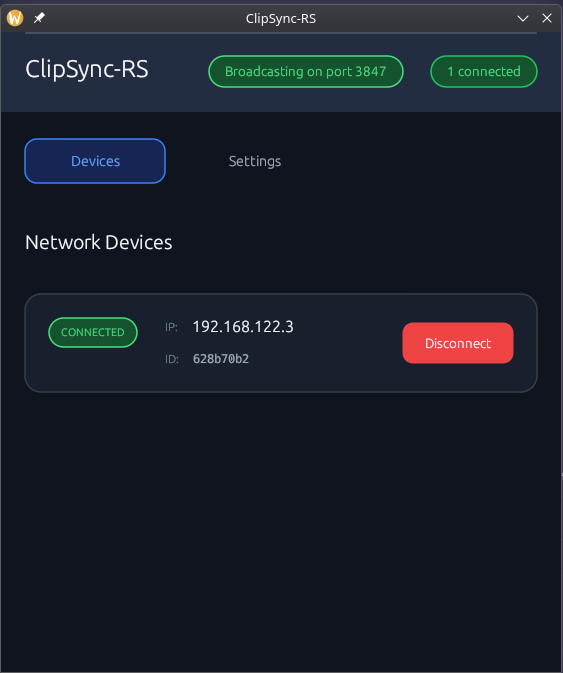 ClipSync-RS
ClipSync-RS
Broadcasting on port 3847
1 connected
Devices
Settings
Network Devices
CONNECTED
IP: 192.168.122.3
ID: 628b70b2
Disconnect